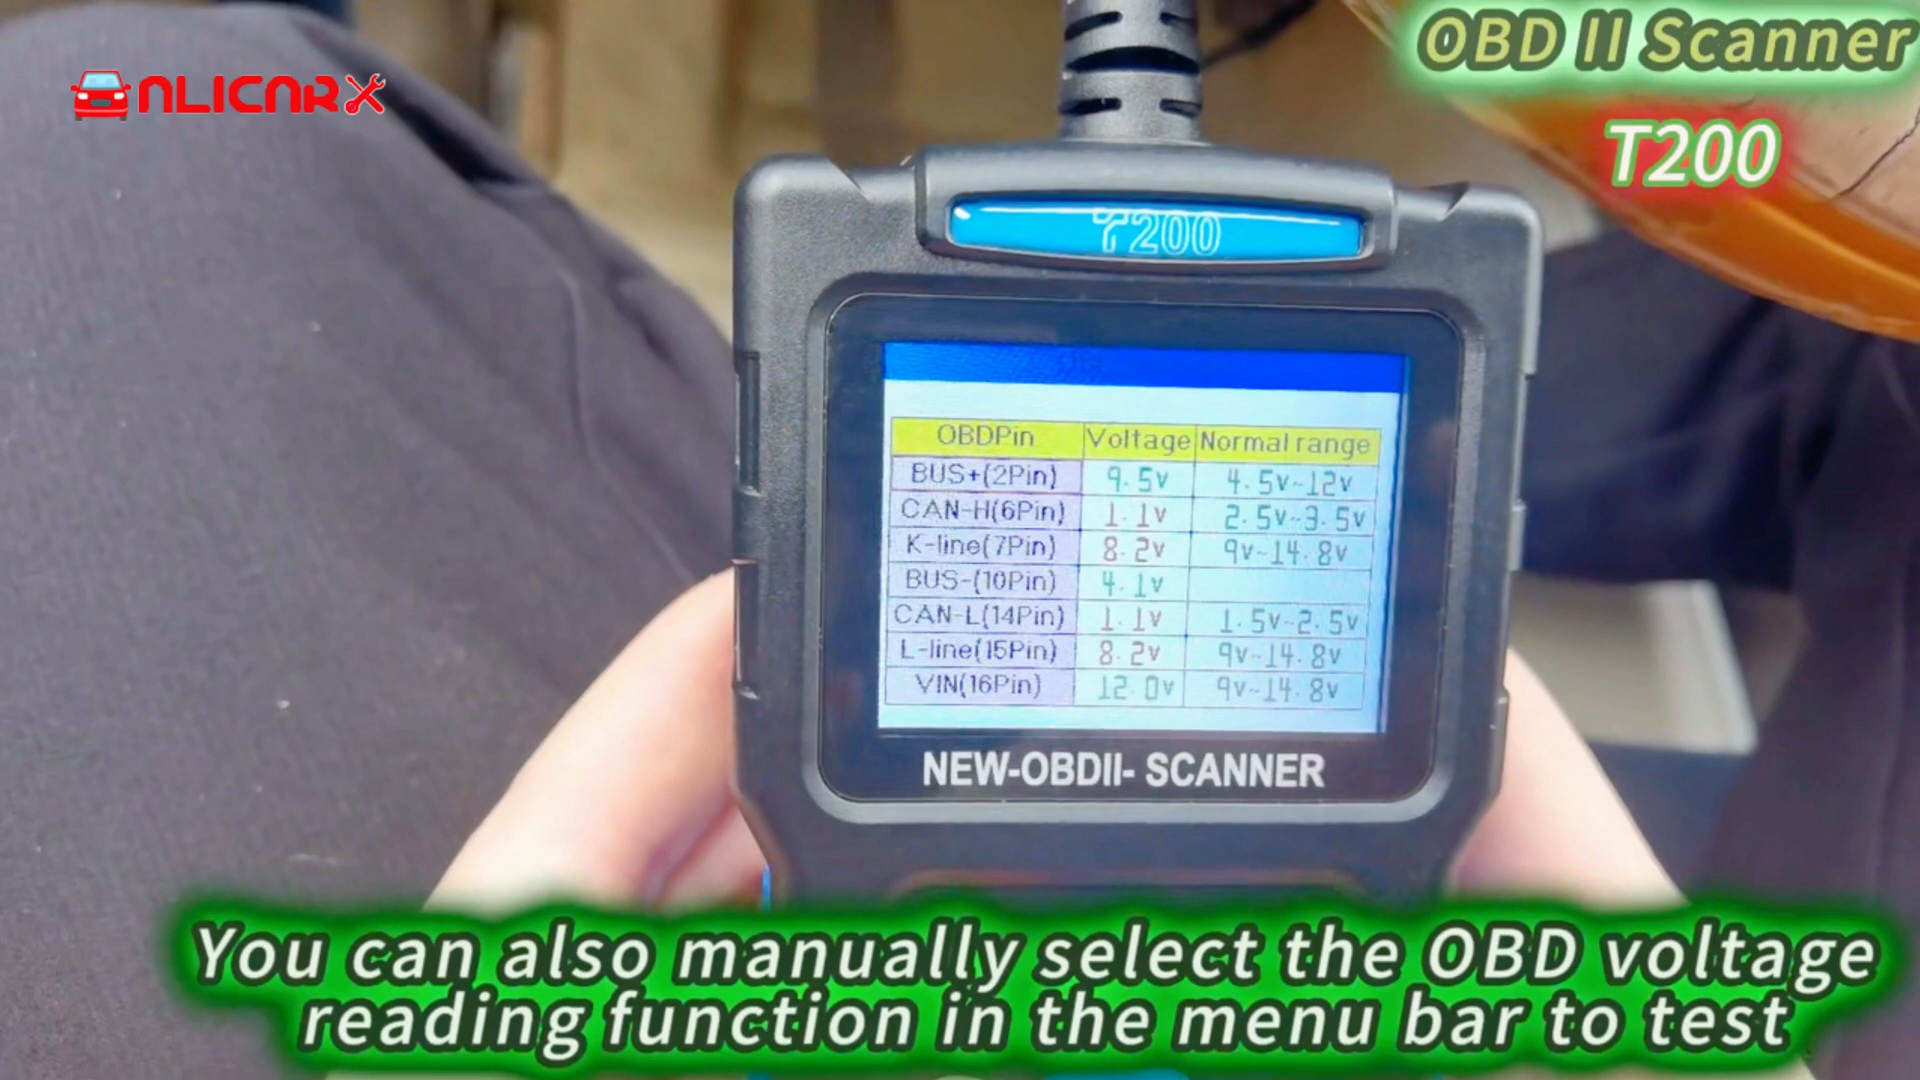 ALICARX
OBD II Scanner
T200
T200
OBDPin Voltage Normal range
BUS+(2Pin) 9.5v 4.5v~12v
CAN-H(6Pin) 1.1v 2.5v~3.5v
K-line(7Pin) 8.2v 9v~14.8v
BUS-(10Pin) 4.1v
CAN-L(14Pin) 1.1v 1.5v~2.5v
L-line(15Pin) 8.2v 9v~14.8v
VIN(16Pin) 12.0v 9v~14.8v
NEW-OBDII- SCANNER
You can also manually select the OBD voltage
reading function in the menu bar to test